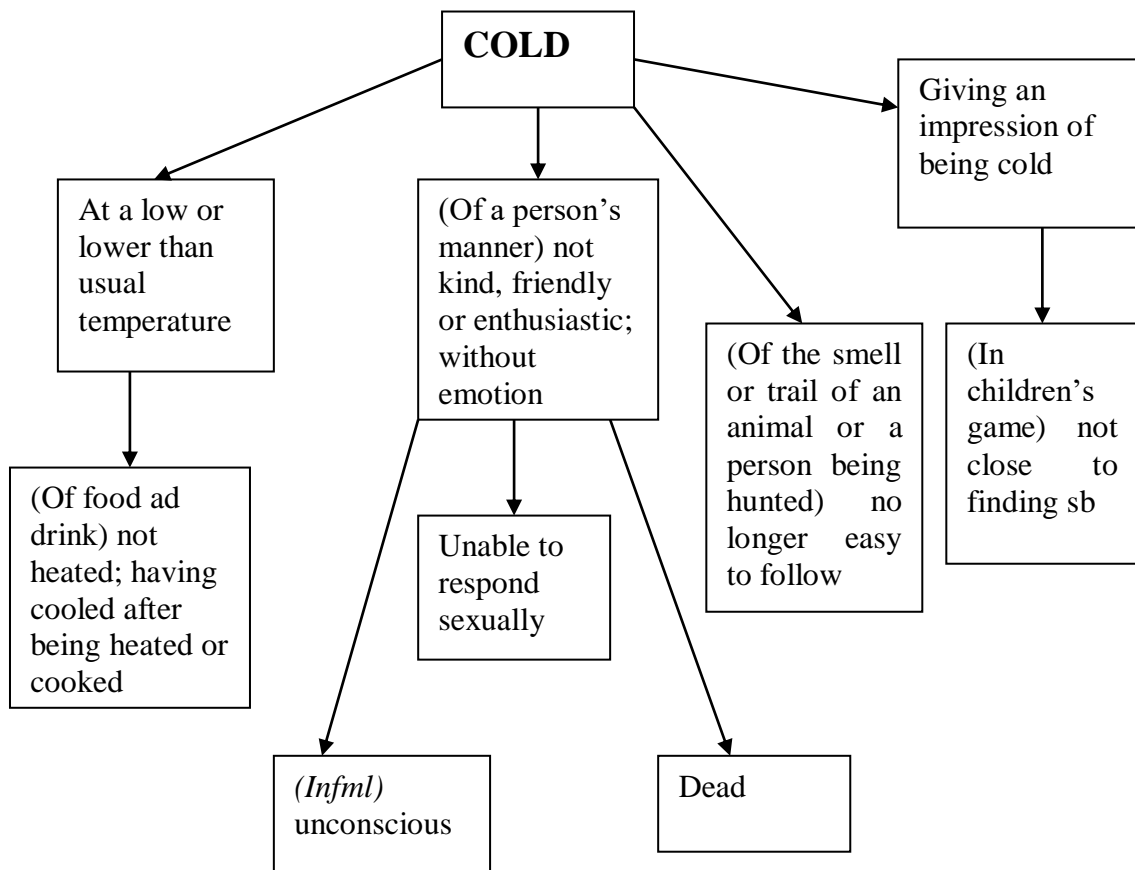 COLD
Giving an
impression of
being cold
At a low or
lower than
usual
temperature
(Of a person’s
manner) not
kind, friendly
or enthusiastic;
without
emotion
(Of the smell
or trail of an
animal or a
person being
hunted) no
longer easy
to follow
(In
children’s
game) not
close to
finding sb
(Of food ad
drink) not
heated; having
cooled after
being heated or
cooked
Unable to
respond
sexually
(Infml)
unconscious
Dead